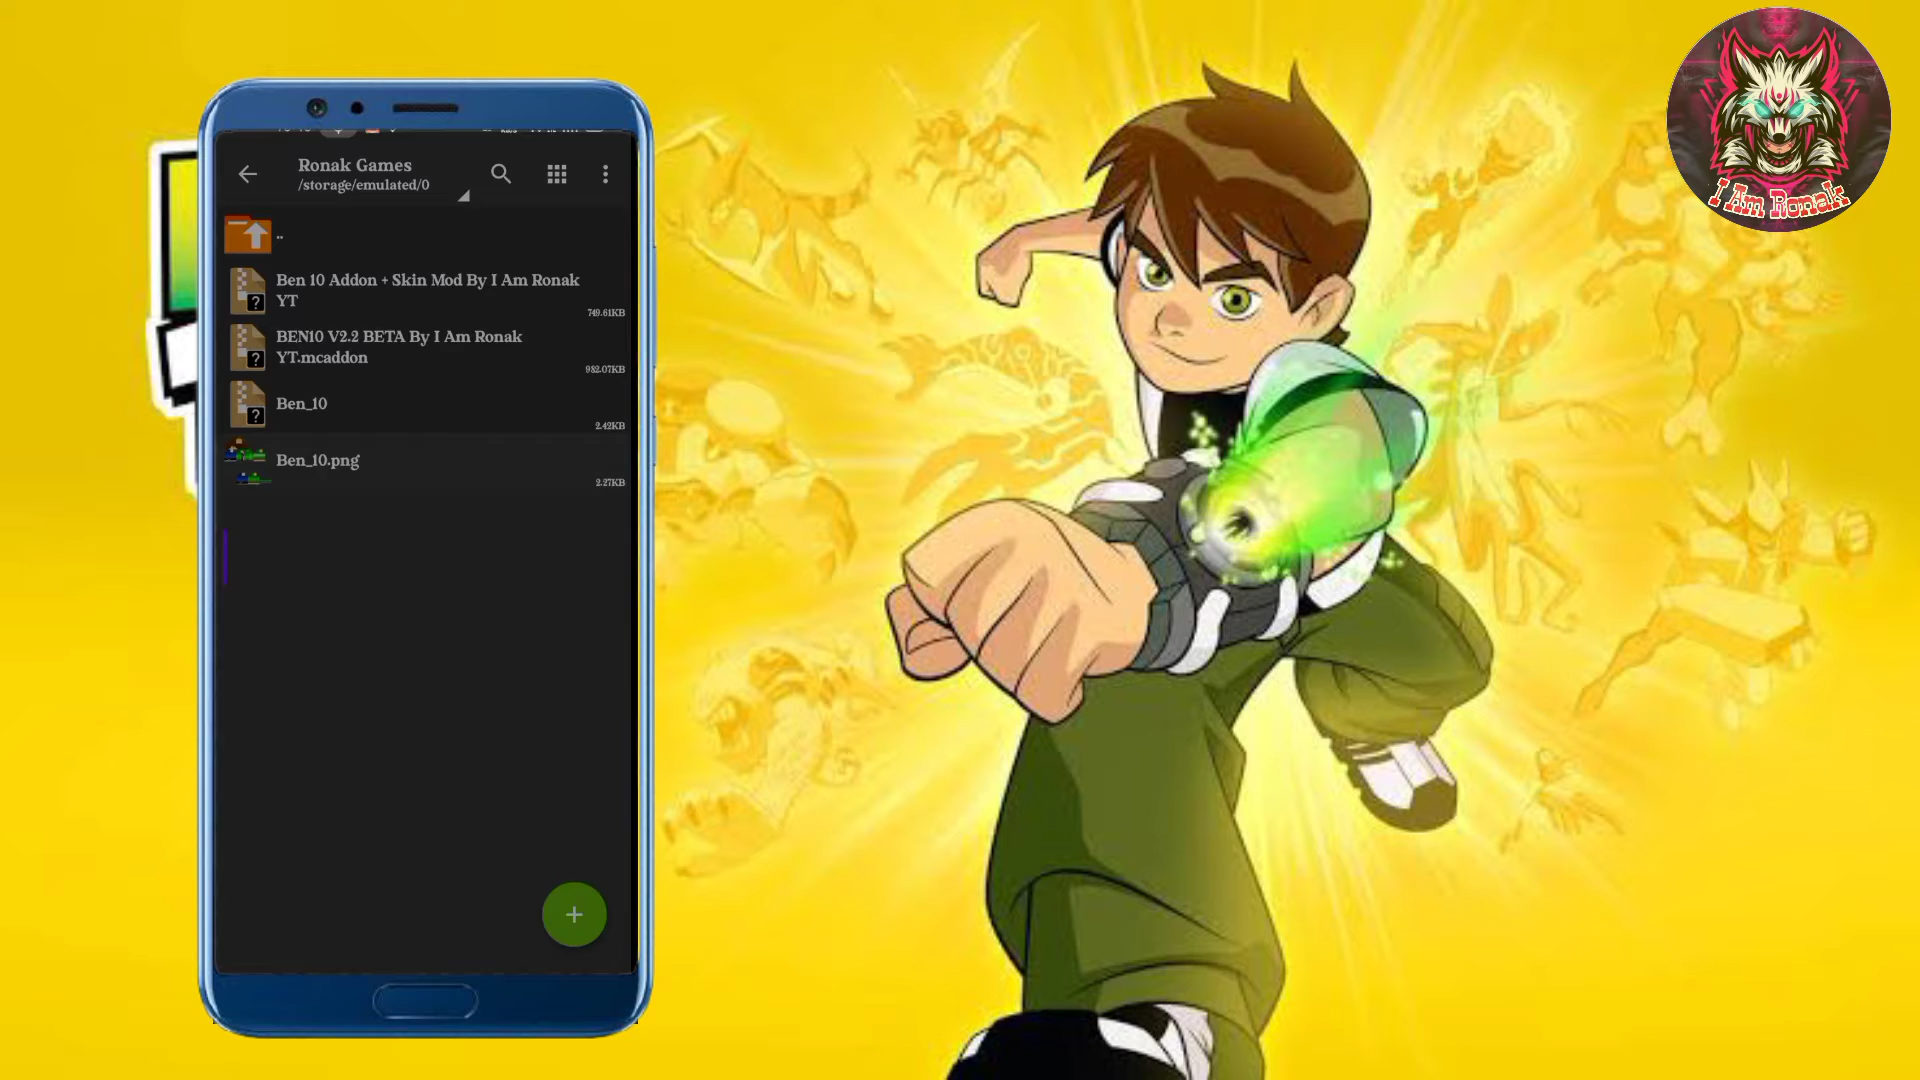 Ronak Games
/storage/emulated/0
..
Ben 10 Addon + Skin Mod By I Am Ronak
YT
749.61KB
BEN10 V2.2 BETA By I Am Ronak
YT.mcaddon
982.07KB
Ben_10
2.42KB
Ben_10.png
2.27KB
I Am Ronak